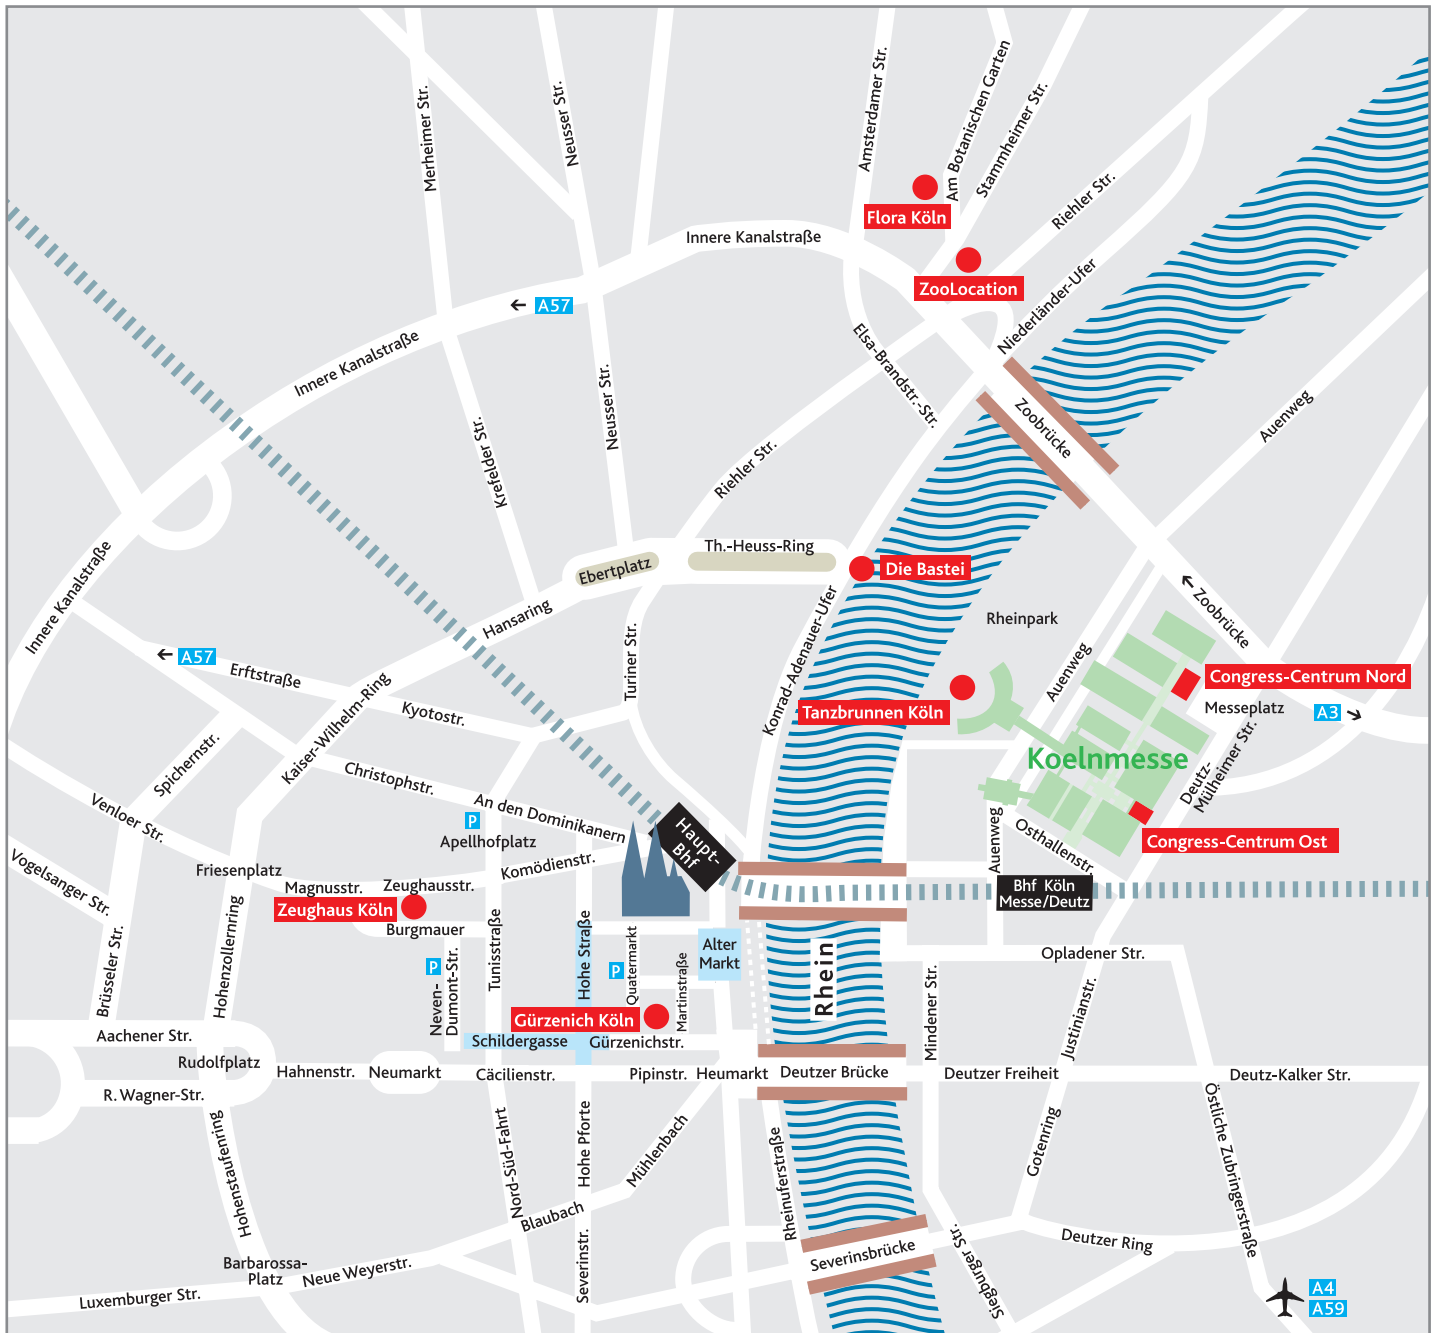 Merheimer Str.
Neusser Str.
Amsterdamer Str.
Am Botanischen Garten
Stammheimer Str.
Riehler Str.
Flora Köln
Innere Kanalstraße
ZooLocation
Niederländer-Ufer
A57
Innere Kanalstraße
Elsa-Brandstr.-Str.
Zoobrücke
Auenweg
Neusser Str.
Krefelder Str.
Riehler Str.
Th.-Heuss-Ring
Ebertplatz
Die Bastei
Innere Kanalstraße
Hansaring
Konrad-Adenauer-Ufer
Rheinpark
Zoobrücke
A57
Erftstraße
Turiner Str.
Auenweg
Congress-Centrum Nord
Kaiser-Wilhelm-Ring
Kyotostr.
Tanzbrunnen Köln
Messeplatz
A3
Spichernstr.
Koelnmesse
Deutz-
Mülheimer Str.
Christophstr.
Venloer Str.
An den Dominikanern
P
Apellhofplatz
Haupt-
Bhf
Auenweg
Osthallenstr.
Congress-Centrum Ost
Vogelsanger Str.
Friesenplatz
Komödienstr.
Magnusstr.
Zeughausstr.
Bhf Köln
Messe/Deutz
Zeughaus Köln
Burgmauer
Hohenzollernring
Brüsseler Str.
Tunisstraße
Hohe Straße
Quatermarkt
Martinstraße
Alter
Markt
Rhein
Opladener Str.
P
P
Neven-
Dumont-Str.
Mindener Str.
Justinianstr.
Gürzenich Köln
Aachener Str.
Schildergasse
Gürzenichstr.
Rudolfplatz
Hahnenstr.
Neumarkt
Cäcilienstr.
Pipinstr.
Heumarkt
Deutzer Brücke
Deutzer Freiheit
Deutz-Kalker Str.
R. Wagner-Str.
Hohenstaufenring
Nord-Süd-Fahrt
Hohe Pforte
Mühlenbach
Rheinuferstraße
Gotenring
Östliche Zubringerstraße
Blaubach
Severinstr.
Severinsbrücke
Siegburger Str.
Deutzer Ring
Barbarossa-
Platz
Neue Weyerstr.
Luxemburger Str.
A4
A59